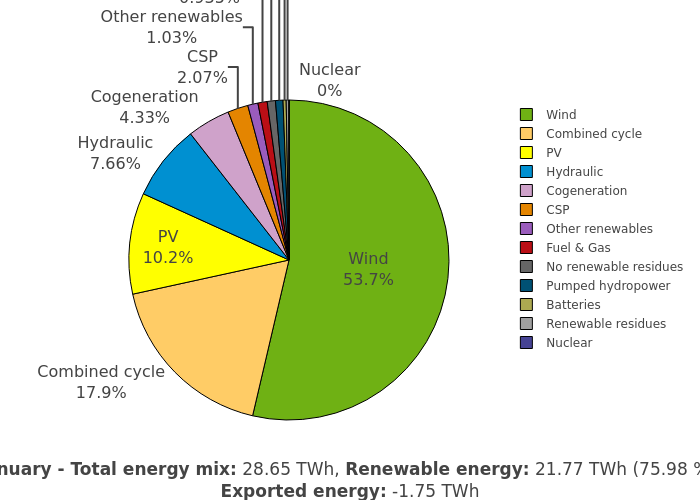 Other renewables
1.03%
CSP
2.07%
Nuclear
0%
Cogeneration
4.33%
Hydraulic
7.66%
PV
10.2%
Wind
53.7%
Combined cycle
17.9%
Wind
Combined cycle
PV
Hydraulic
Cogeneration
CSP
Other renewables
Fuel & Gas
No renewable residues
Pumped hydropower
Batteries
Renewable residues
Nuclear
nuary - Total energy mix: 28.65 TWh, Renewable energy: 21.77 TWh (75.98 %
Exported energy: -1.75 TWh